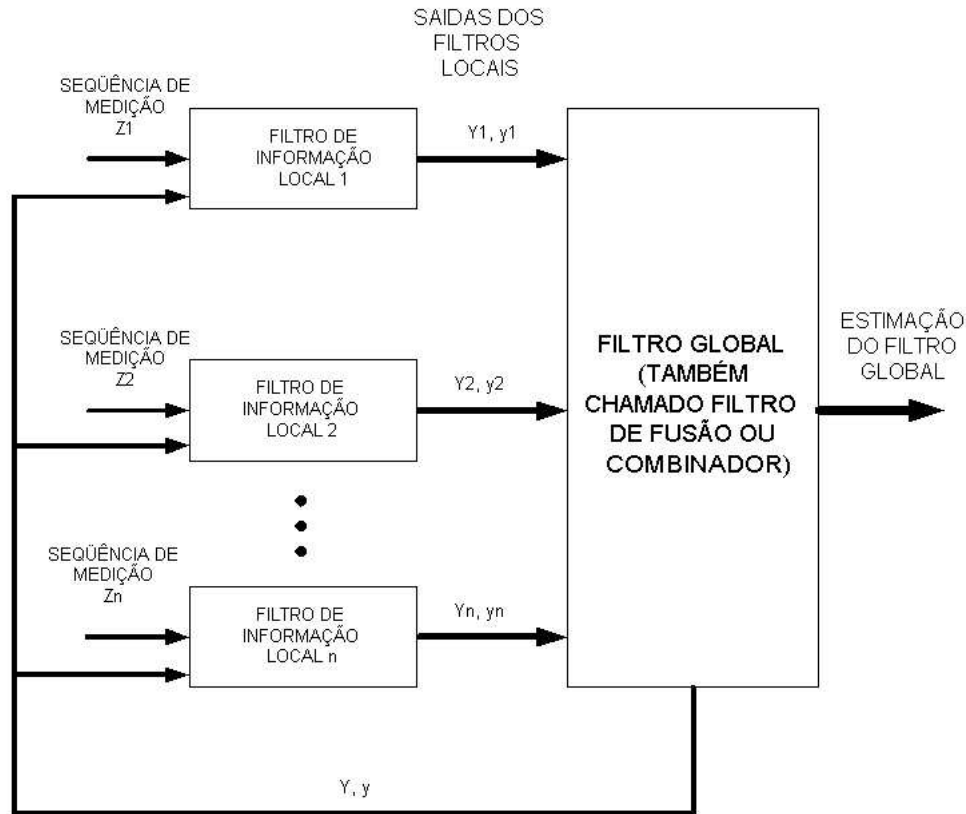 SAIDAS DOS
FILTROS
LOCAIS
SEQÜÊNCIA DE
MEDIÇÃO
Z1
FILTRO DE
INFORMAÇÃO
LOCAL 1
Y1, y1
SEQÜÊNCIA DE
MEDIÇÃO
Z2
FILTRO DE
INFORMAÇÃO
LOCAL 2
Y2, y2
SEQÜÊNCIA DE
MEDIÇÃO
Zn
FILTRO DE
INFORMAÇÃO
LOCAL n
Yn, yn
FILTRO GLOBAL
(TAMBÉM
CHAMADO FILTRO
DE FUSÃO OU
COMBINADOR)
ESTIMAÇÃO
DO FILTRO
GLOBAL
Y, y